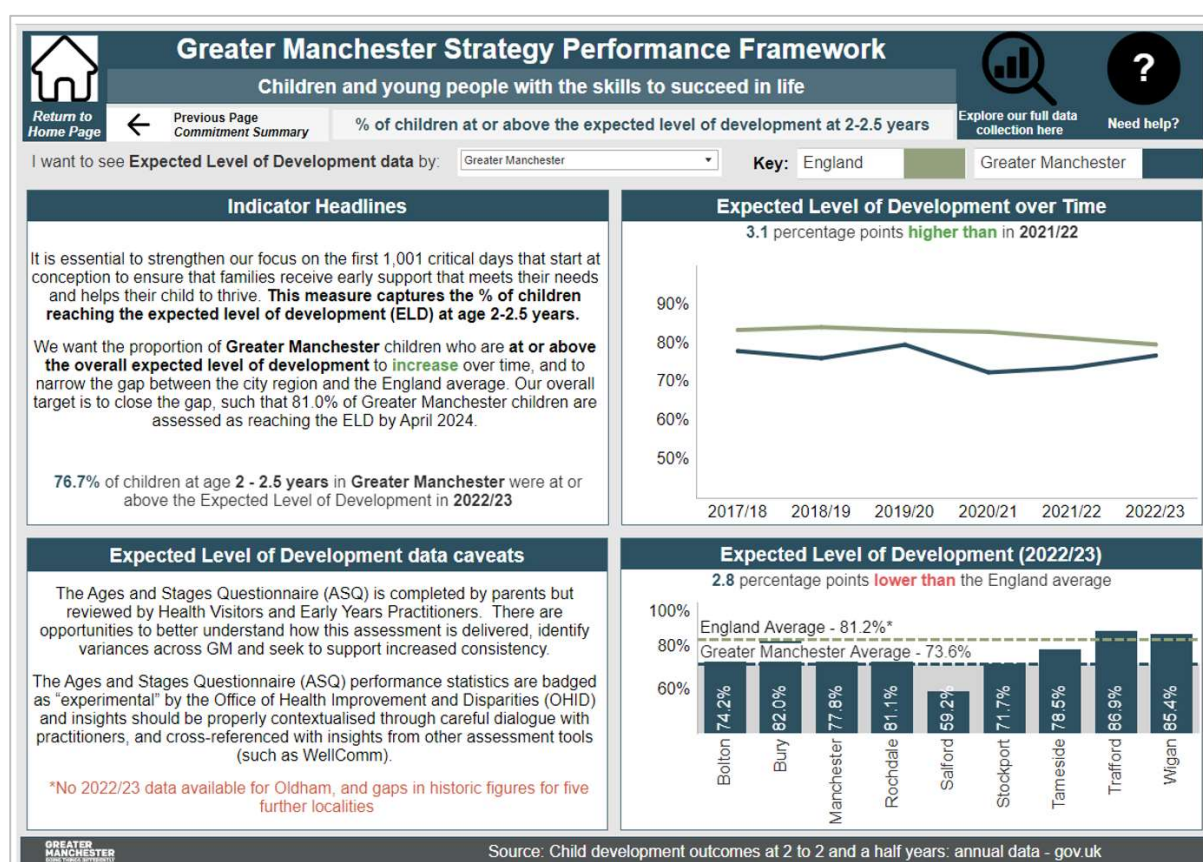 Greater Manchester Strategy Performance Framework
Children and young people with the skills to succeed in life
Return to
Home Page
Previous Page
Commitment Summary
% of children at or above the expected level of development at 2-2.5 years
Explore our full data
collection here
?
Need help?
I want to see Expected Level of Development data by:
Greater Manchester
Key:
England
Greater Manchester
Indicator Headlines
It is essential to strengthen our focus on the first 1,001 critical days that start at
conception to ensure that families receive early support that meets their needs
and helps their child to thrive. This measure captures the % of children
reaching the expected level of development (ELD) at age 2-2.5 years.
We want the proportion of Greater Manchester children who are at or above
the overall expected level of development to increase over time, and to
narrow the gap between the city region and the England average. Our overall
target is to close the gap, such that 81.0% of Greater Manchester children are
assessed as reaching the ELD by April 2024.
76.7% of children at age 2 - 2.5 years in Greater Manchester were at or
above the Expected Level of Development in 2022/23
Expected Level of Development over Time
3.1 percentage points higher than in 2021/22
90%
80%
70%
60%
50%
2017/18 2018/19 2019/20 2020/21 2021/22 2022/23
Expected Level of Development data caveats
The Ages and Stages Questionnaire (ASQ) is completed by parents but
reviewed by Health Visitors and Early Years Practitioners. There are
opportunities to better understand how this assessment is delivered, identify
variances across GM and seek to support increased consistency.
The Ages and Stages Questionnaire (ASQ) performance statistics are badged
as “experimental” by the Office of Health Improvement and Disparities (OHID)
and insights should be properly contextualised through careful dialogue with
practitioners, and cross-referenced with insights from other assessment tools
(such as WellComm).
*No 2022/23 data available for Oldham, and gaps in historic figures for five
further localities
Expected Level of Development (2022/23)
2.8 percentage points lower than the England average
100%
80%
60%
England Average - 81.2%*
Greater Manchester Average - 73.6%
74.2% 82.0% 77.8% 81.1% 59.2% 71.7% 78.5% 86.9% 85.4%
Bolton Bury Manchester Rochdale Salford Stockport Tameside Trafford Wigan
GREATER
MANCHESTER
DOING THINGS DIFFERENTLY
Source: Child development outcomes at 2 to 2 and a half years: annual data - gov.uk